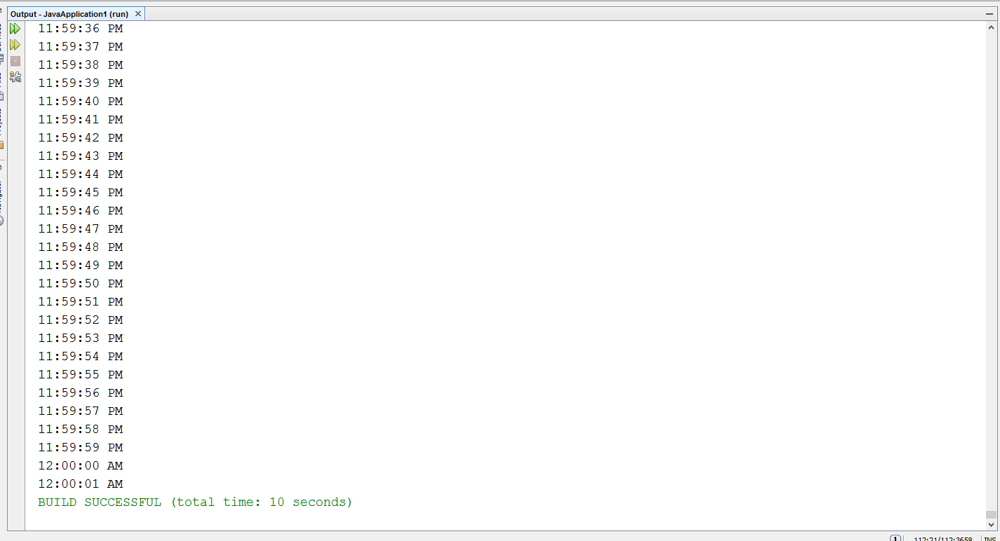 Output - JavaApplication1 (run)
11:59:36 PM
11:59:37 PM
11:59:38 PM
11:59:39 PM
11:59:40 PM
11:59:41 PM
11:59:42 PM
11:59:43 PM
11:59:44 PM
11:59:45 PM
11:59:46 PM
11:59:47 PM
11:59:48 PM
11:59:49 PM
11:59:50 PM
11:59:51 PM
11:59:52 PM
11:59:53 PM
11:59:54 PM
11:59:55 PM
11:59:56 PM
11:59:57 PM
11:59:58 PM
11:59:59 PM
12:00:00 AM
12:00:01 AM
BUILD SUCCESSFUL (total time: 10 seconds)
1 112:21/112:3658 INS